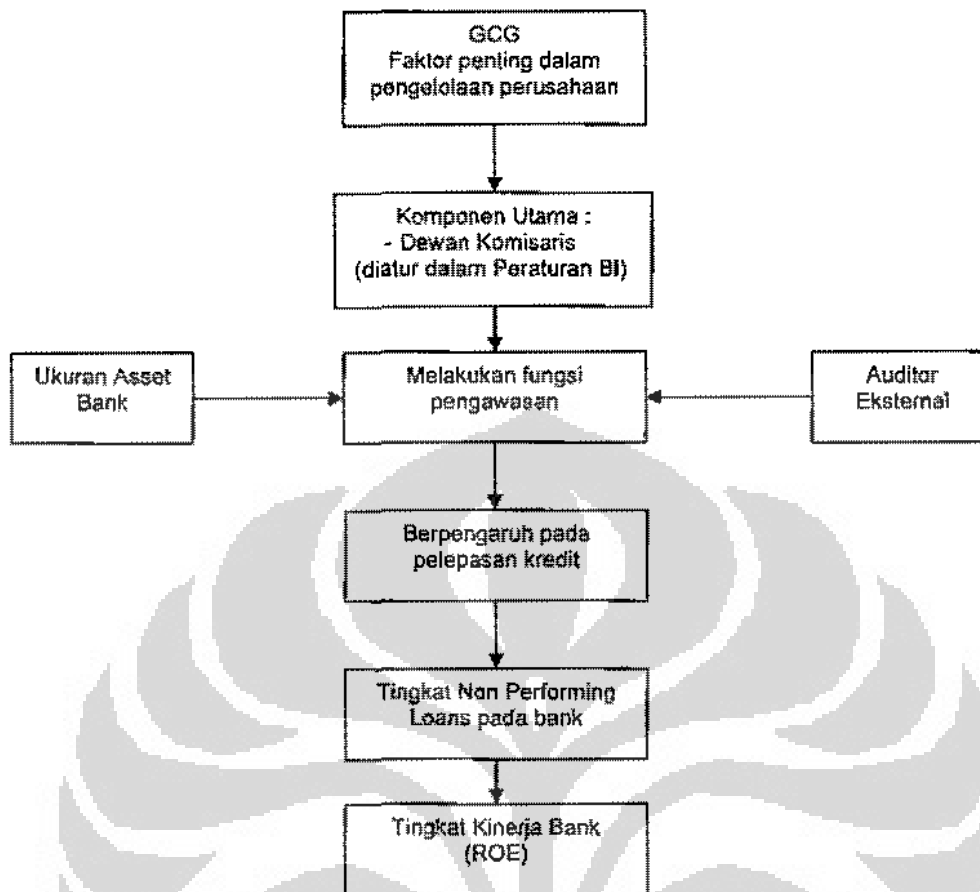 GCG
Faktor penting dalam
pengelolaan perusahaan
Komponen Utama :
- Dewan Komisaris
(diatur dalam Peraturan BI)
Ukuran Asset
Bank
Melakukan fungsi
pengawasan
Auditor
Eksternal
Berpengaruh pada
pelepasan kredit
Tingkat Non Performing
Loans pada bank
Tingkat Kinerja Bank
(ROE)